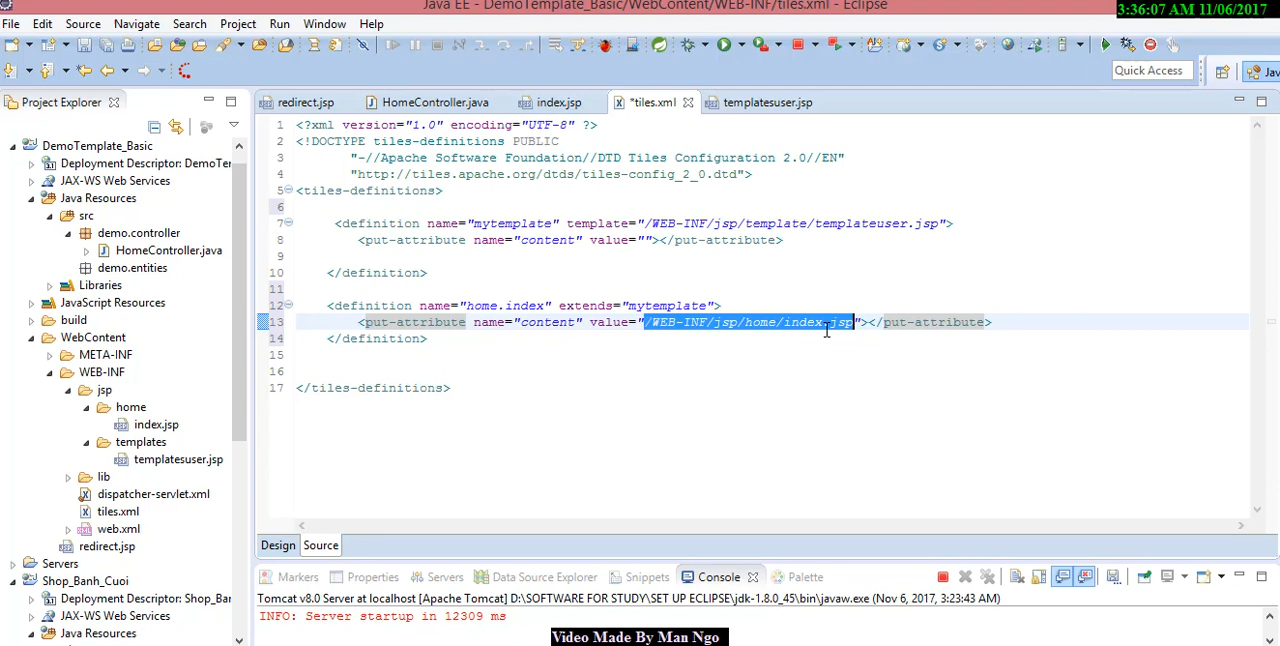 Java EE - DemoTemplate_Basic/WebContent/WEB-INF/tiles.xml - Eclipse
3:36:07 AM 11/06/2017
File Edit Source Navigate Search Project Run Window Help
Quick Access
Jav
Project Explorer
redirect.jsp HomeController.java index.jsp *tiles.xml templatesuser.jsp
DemoTemplate_Basic
Deployment Descriptor: DemoTer
JAX-WS Web Services
Java Resources
src
demo.controller
HomeController.java
demo.entities
Libraries
JavaScript Resources
build
WebContent
META-INF
WEB-INF
jsp
home
index.jsp
templates
templatesuser.jsp
lib
dispatcher-servlet.xml
tiles.xml
web.xml
redirect.jsp
Servers
Shop_Banh_Cuoi
Deployment Descriptor: Shop_Bar
JAX-WS Web Services
Java Resources
1 <?xml version="1.0" encoding="UTF-8" ?>
2 <!DOCTYPE tiles-definitions PUBLIC
3 "-//Apache Software Foundation//DTD Tiles Configuration 2.0//EN"
4 "http://tiles.apache.org/dtds/tiles-config_2_0.dtd">
5 <tiles-definitions>
6
7 <definition name="mytemplate" template="/WEB-INF/jsp/template/templateuser.jsp">
8 <put-attribute name="content" value=""></put-attribute>
9
10 </definition>
11
12 <definition name="home.index" extends="mytemplate">
13 <put-attribute name="content" value="/WEB-INF/jsp/home/index.jsp"></put-attribute>
14 </definition>
15
16
17 </tiles-definitions>
Design Source
Markers Properties Servers Data Source Explorer Snippets Console Palette
Tomcat v8.0 Server at localhost [Apache Tomcat] D:\SOFTWARE FOR STUDY\SET UP ECLIPSE\jdk-1.8.0_45\bin\javaw.exe (Nov 6, 2017, 3:23:43 AM)
INFO: Server startup in 12309 ms
Video Made By Man Ngo